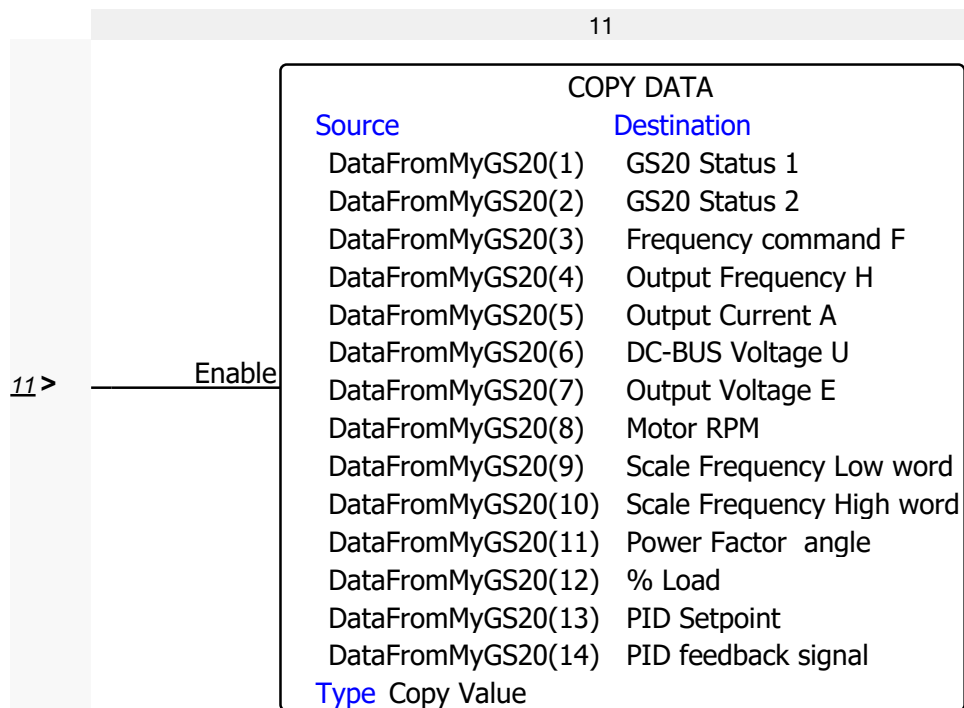 11
COPY DATA
Source Destination
DataFromMyGS20(1) GS20 Status 1
DataFromMyGS20(2) GS20 Status 2
DataFromMyGS20(3) Frequency command F
DataFromMyGS20(4) Output Frequency H
DataFromMyGS20(5) Output Current A
DataFromMyGS20(6) DC-BUS Voltage U
11 > Enable DataFromMyGS20(7) Output Voltage E
DataFromMyGS20(8) Motor RPM
DataFromMyGS20(9) Scale Frequency Low word
DataFromMyGS20(10) Scale Frequency High word
DataFromMyGS20(11) Power Factor angle
DataFromMyGS20(12) % Load
DataFromMyGS20(13) PID Setpoint
DataFromMyGS20(14) PID feedback signal
Type Copy Value